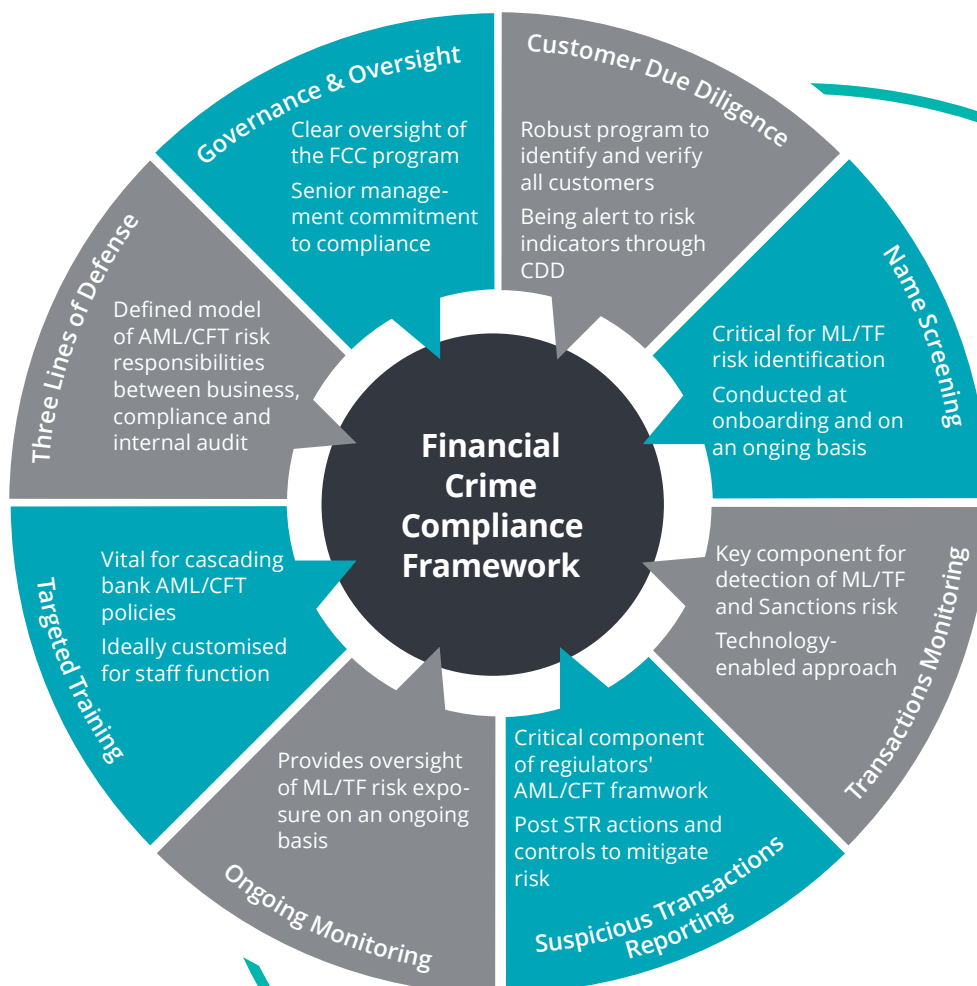 Financial
Crime
Compliance
Framework
Governance & Oversight
Clear oversight of
the FCC program
Senior manage-
ment commitment
to compliance
Customer Due Diligence
Robust program to
identify and verify
all customers
Being alert to risk
indicators through
CDD
Name Screening
Critical for ML/TF
risk identification
Conducted at
onboarding and on
an onging basis
Transactions Monitoring
Key component for
detection of ML/TF
and Sanctions risk
Technology-
enabled approach
Suspicious Transactions
Reporting
Critical component
of regiulators'
AML/CFT framwork
Post STR actions and
controls to mitigate
risk
Ongoing Monitoring
Provides oversight
of ML/TF risk expo-
sure on an ongoing
basis
Targeted Training
Vital for cascading
bank AML/CFT
policies
Ideally customised
for staff function
Three Lines of Defense
Defined model
of AML/CFT risk
responsibilities
between business,
compliance and
internal audit